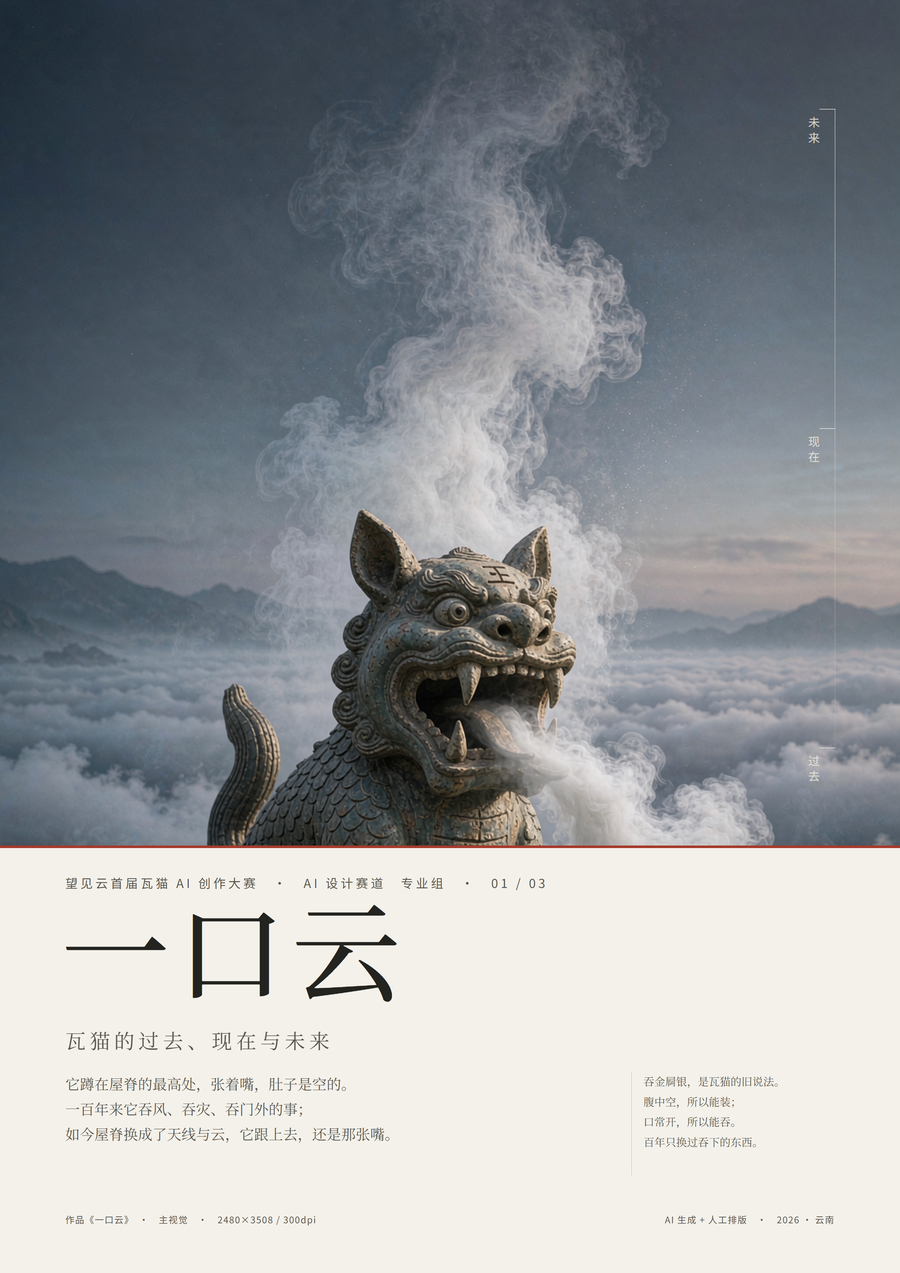 未来
现在
王
过去
望见云首届瓦猫 AI 创作大赛 · AI 设计赛道 专业组 · 01 / 03
一口云
瓦猫的过去、现在与未来
它蹲在屋脊的最高处，张着嘴，肚子是空的。
一百年来它吞风、吞灾、吞门外的事；
如今屋脊换成了天线与云，它跟上去，还是那张嘴。
吞金屙银，是瓦猫的旧说法。
腹中空，所以能装；
口常开，所以能吞。
百年只换过吞下的东西。
作品《一口云》 · 主视觉 · 2480×3508 / 300dpi
AI 生成 + 人工排版 · 2026 · 云南